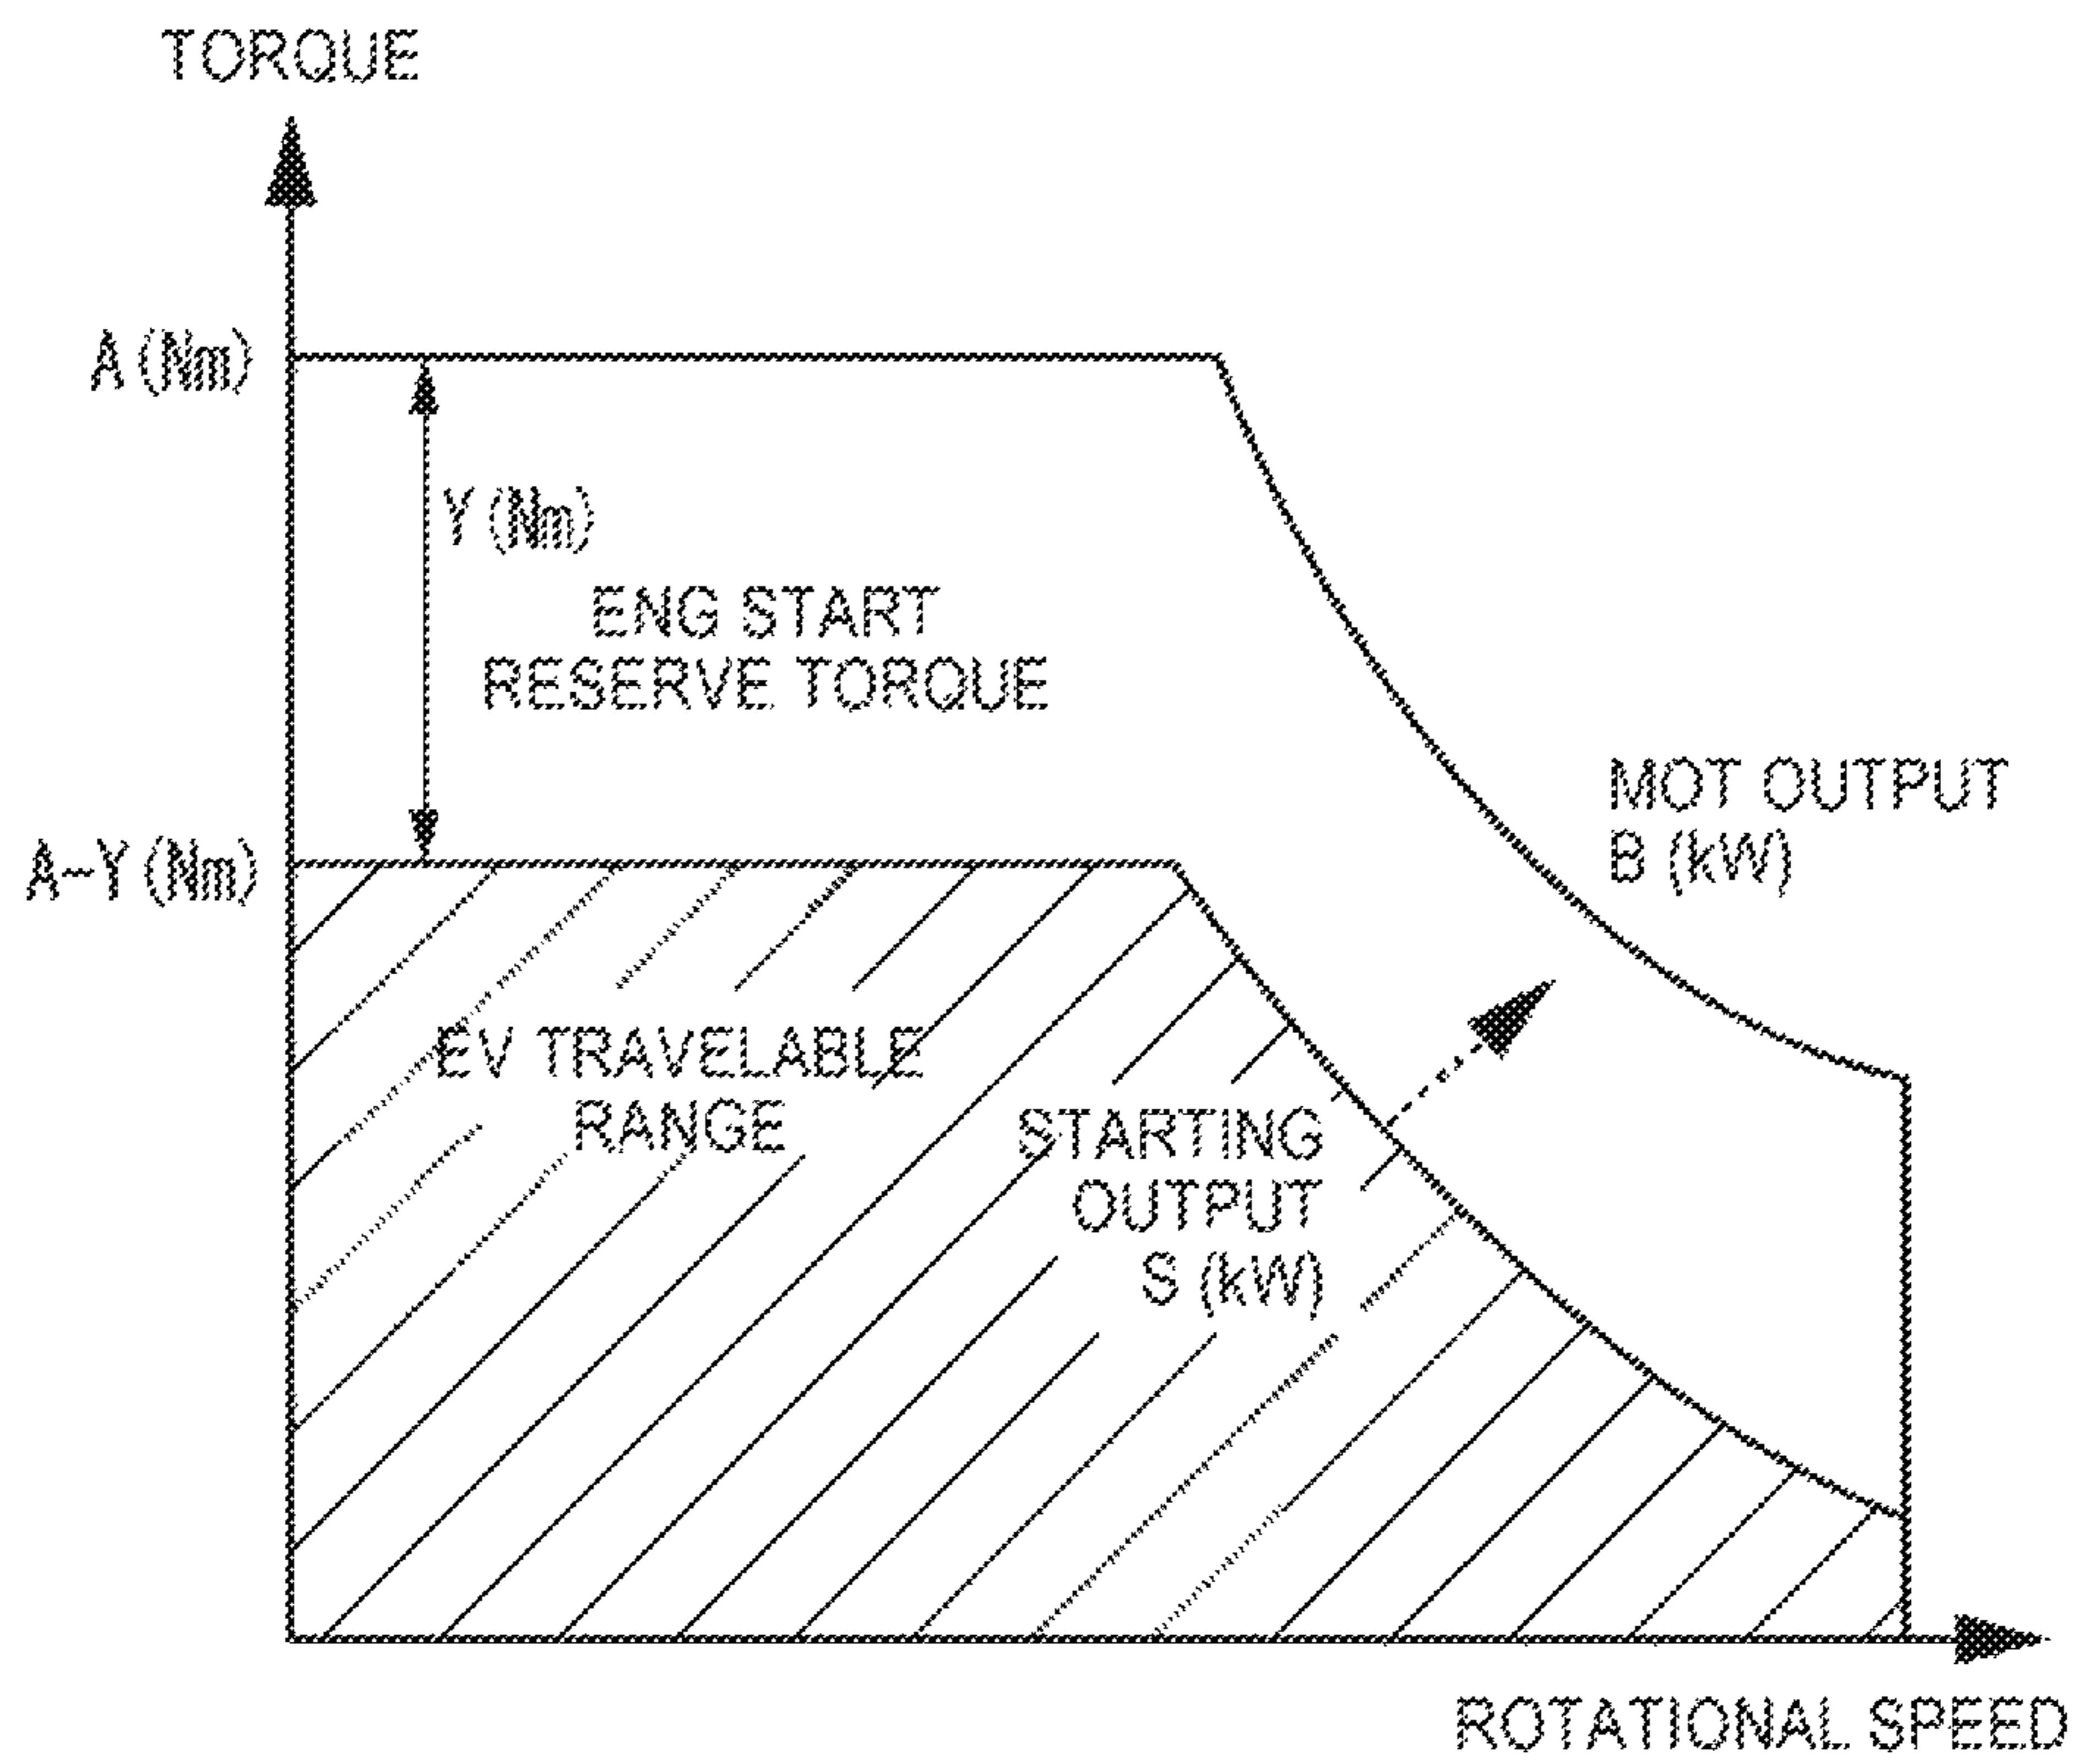 TORQUE
A (Nm)
Y (Nm)
ENG START
RESERVE TORQUE
MOT OUTPUT
B (kW)
A-Y (Nm)
EV TRAVELABLE
RANGE
STARTING
OUTPUT
S (kW)
ROTATIONAL SPEED